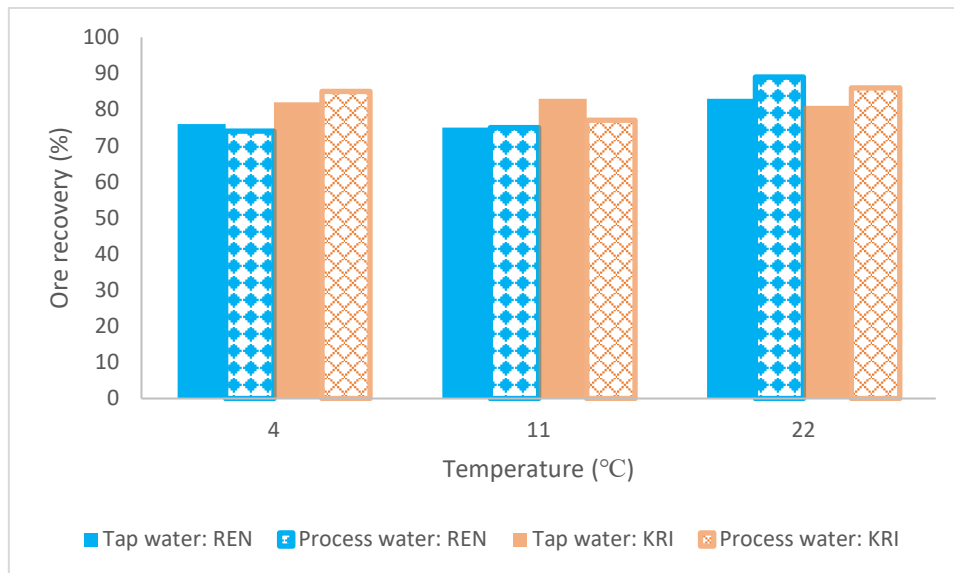 100
90
80
70
60
50
40
30
20
10
0
Ore recovery (%)
4 11 22
Temperature (℃)
Tap water: REN Process water: REN Tap water: KRI Process water: KRI